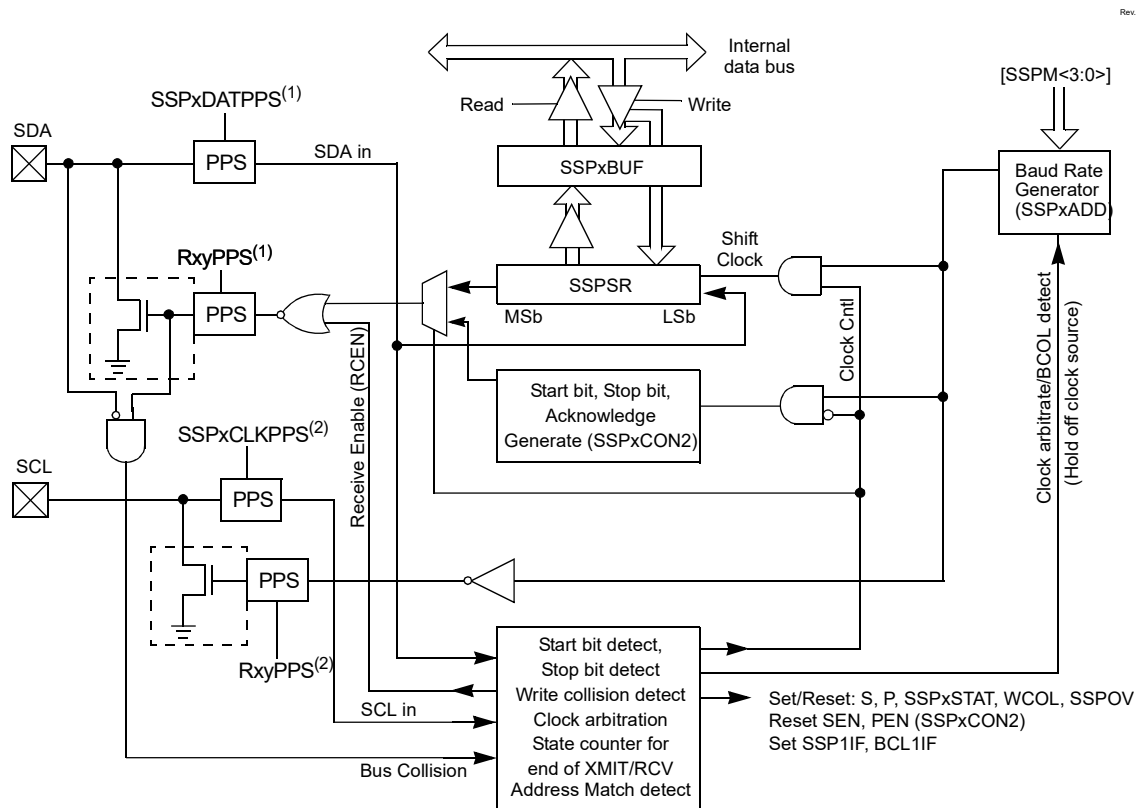 Rev.
Internal
data bus
[SSPM<3:0>]
Read
Write
SSPxDATPPS(1)
SDA
PPS
SDA in
SSPxBUF
Baud Rate
Generator
(SSPxADD)
RxyPPS(1)
Shift
Clock
PPS
SSPSR
MSb
LSb
Receive Enable (RCEN)
Clock Cntl
Clock arbitrate/BCOL detect
(Hold off clock source)
Start bit, Stop bit,
Acknowledge
Generate (SSPxCON2)
SSPxCLKPPS(2)
SCL
PPS
PPS
RxyPPS(2)
SCL in
Bus Collision
Start bit detect,
Stop bit detect
Write collision detect
Clock arbitration
State counter for
end of XMIT/RCV
Address Match detect
Set/Reset: S, P, SSPxSTAT, WCOL, SSPOV
Reset SEN, PEN (SSPxCON2)
Set SSP1IF, BCL1IF